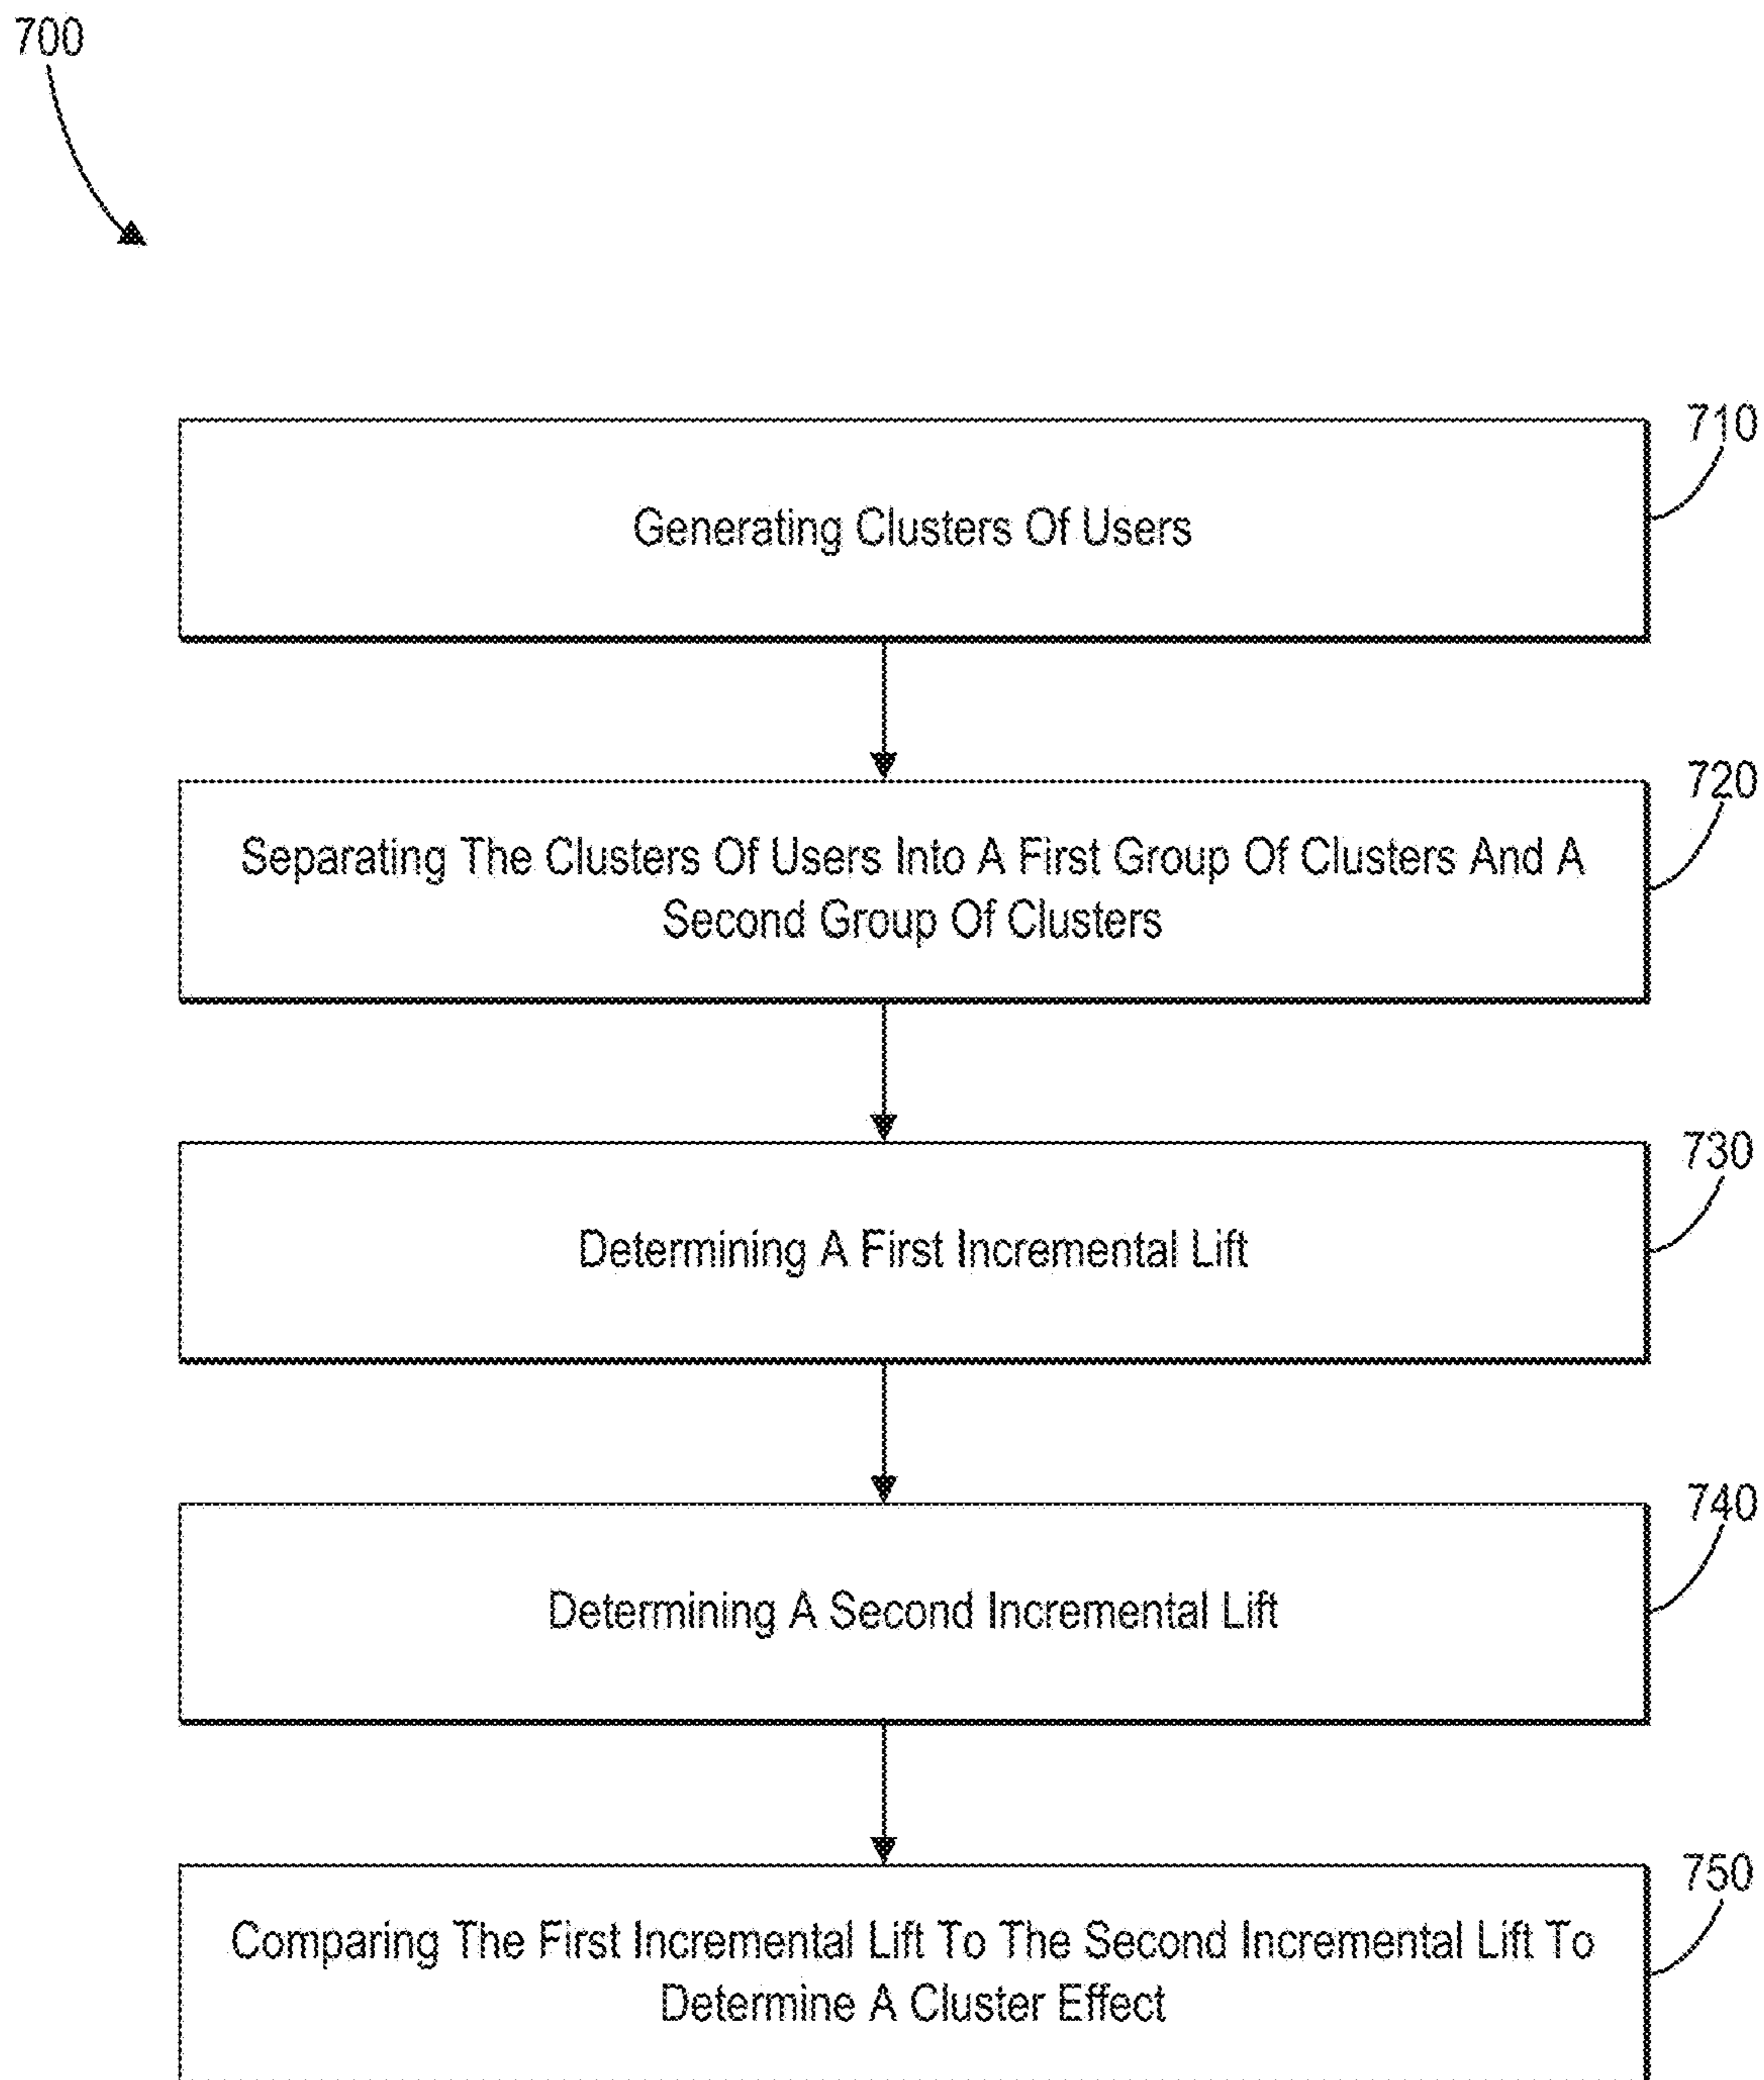 700
710
Generating Clusters Of Users
720
Separating The Clusters Of Users Into A First Group Of Clusters And A
Second Group Of Clusters
730
Determining A First Incremental Lift
740
Determining A Second Incremental Lift
750
Comparing The First Incremental Lift To The Second Incremental Lift To
Determine A Cluster Effect